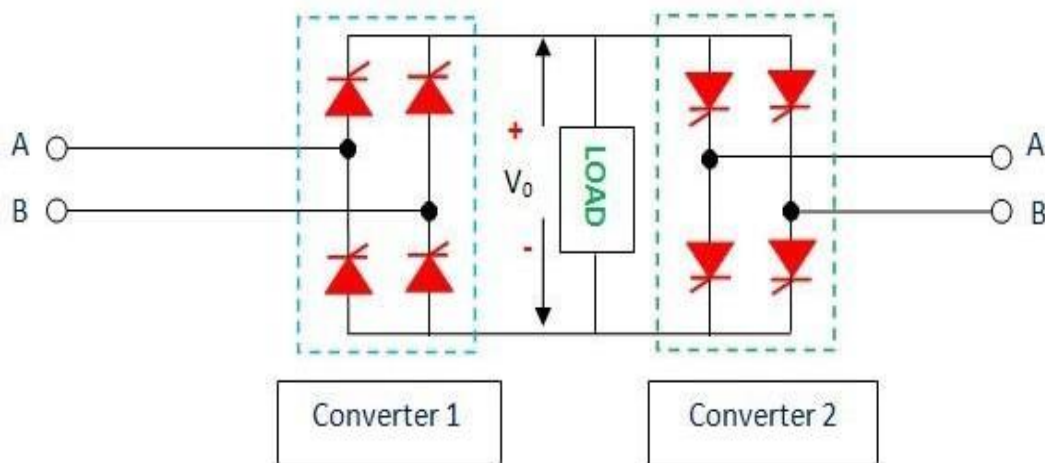 A
B
+
V₀
-
LOAD
A
B
Converter 1
Converter 2